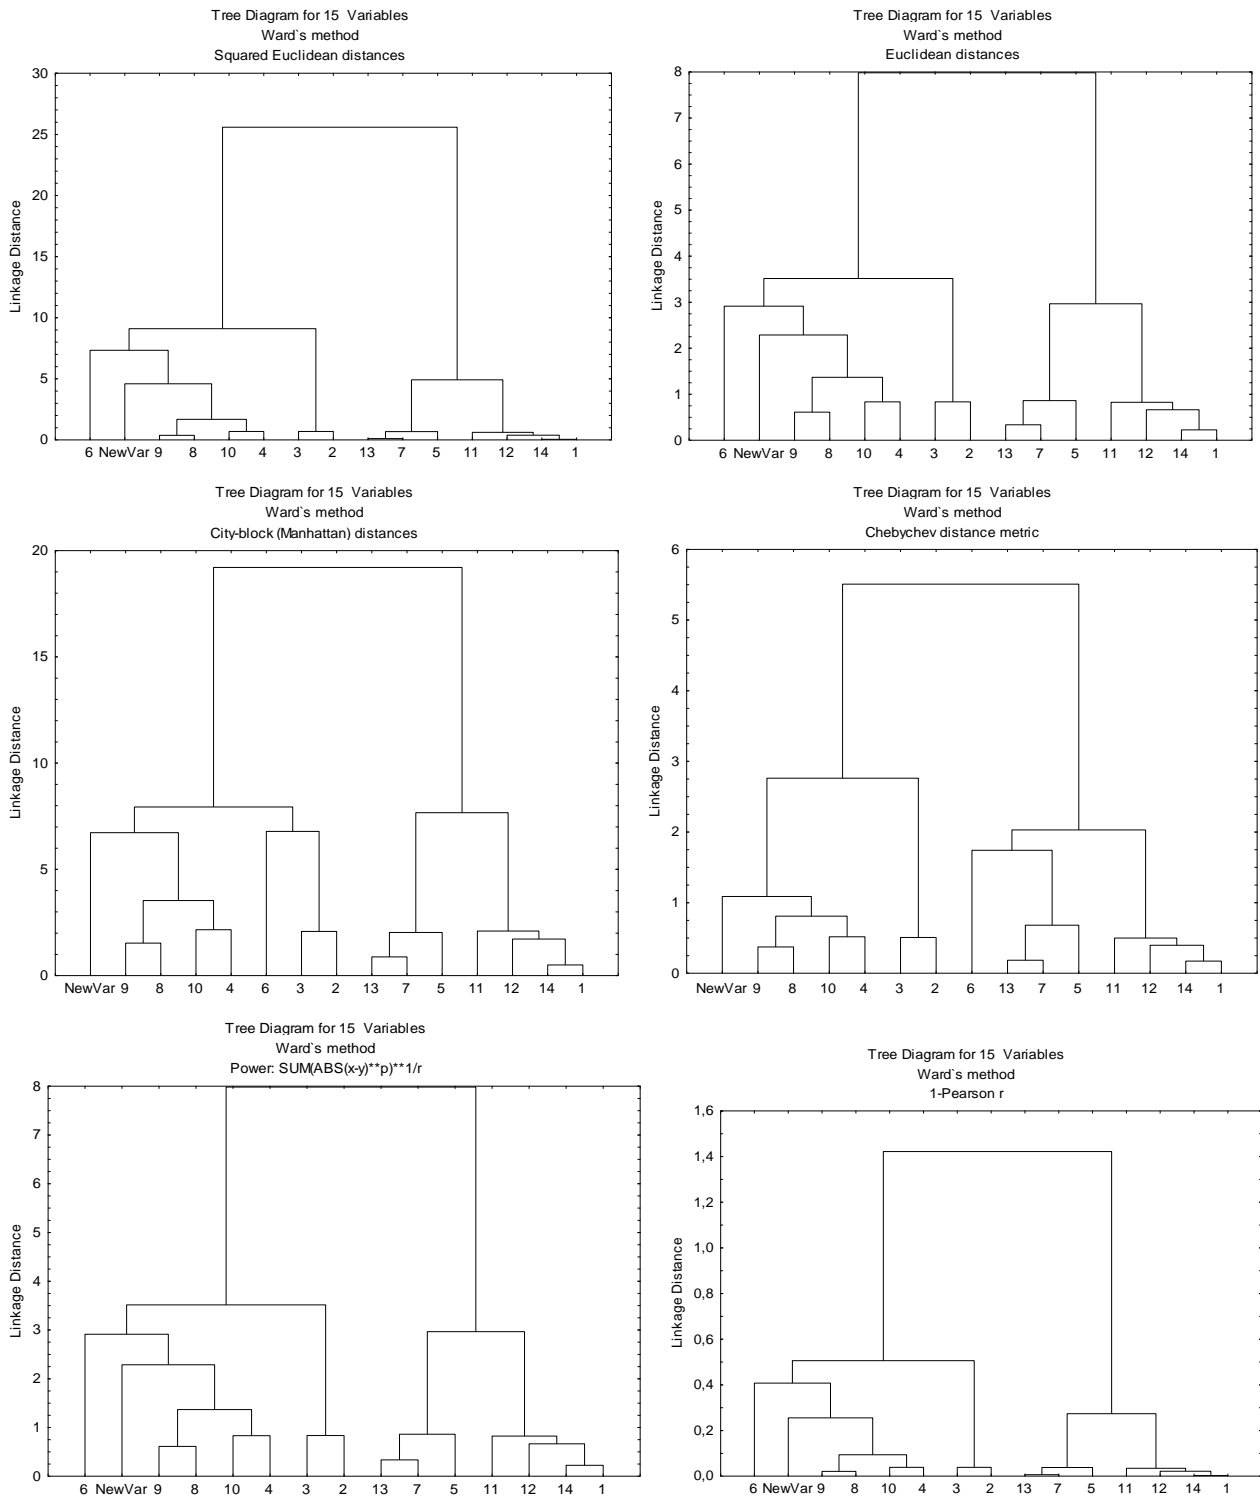 Tree Diagram for 15 Variables
Ward`s method
Squared Euclidean distances
Linkage Distance
30
25
20
15
10
5
0
6 NewVar 9 8 10 4 3 2 13 7 5 11 12 14 1
Tree Diagram for 15 Variables
Ward`s method
Euclidean distances
Linkage Distance
8
7
6
5
4
3
2
1
0
6 NewVar 9 8 10 4 3 2 13 7 5 11 12 14 1
Tree Diagram for 15 Variables
Ward`s method
City-block (Manhattan) distances
Linkage Distance
20
15
10
5
0
NewVar 9 8 10 4 6 3 2 13 7 5 11 12 14 1
Tree Diagram for 15 Variables
Ward`s method
Chebychev distance metric
Linkage Distance
6
5
4
3
2
1
0
NewVar 9 8 10 4 3 2 6 13 7 5 11 12 14 1
Tree Diagram for 15 Variables
Ward`s method
Power: SUM(ABS(x-y)**p)**1/r
Linkage Distance
8
7
6
5
4
3
2
1
0
6 NewVar 9 8 10 4 3 2 13 7 5 11 12 14 1
Tree Diagram for 15 Variables
Ward`s method
1-Pearson r
Linkage Distance
1,6
1,4
1,2
1,0
0,8
0,6
0,4
0,2
0,0
6 NewVar 9 8 10 4 3 2 13 7 5 11 12 14 1